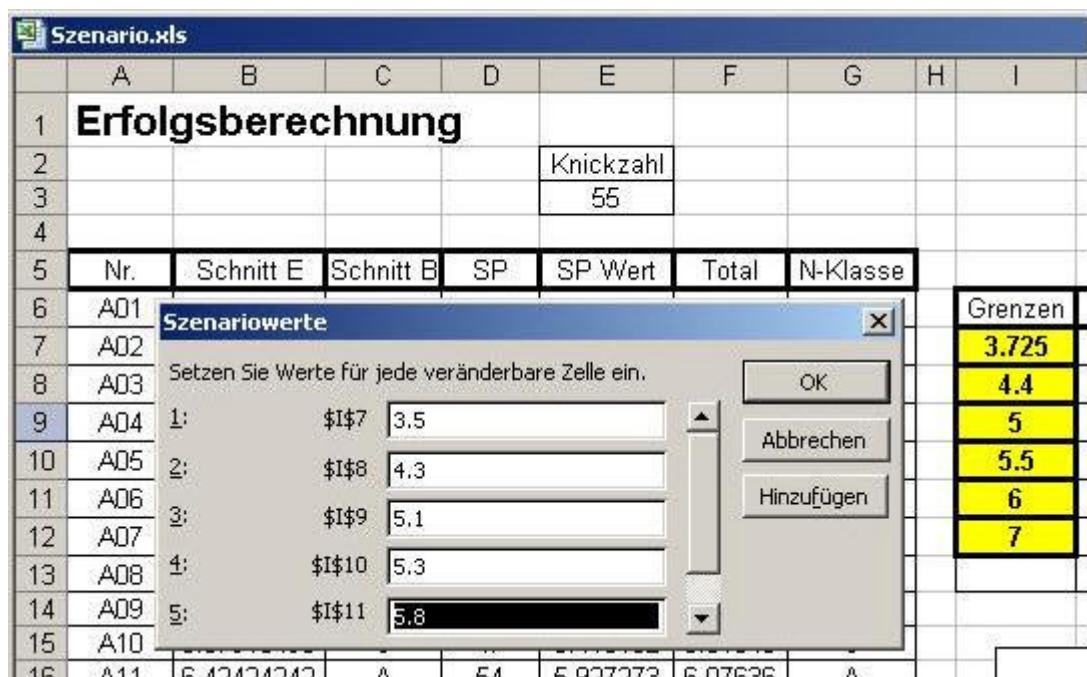 Szenario.xls
A B C D E F G H I
1 Erfolgsberechnung
2 Knickzahl
3 55
4
5 Nr. Schnitt E Schnitt B SP SP Wert Total N-Klasse
6 A01 Grenzen
7 A02 3.725
8 A03 4.4
9 A04 5
10 A05 5.5
11 A06 6
12 A07 7
13 A08
14 A09
15 A10
16 A11 6.42424242 A 54 5.927273 6.07636 A
Szenariowerte
Setzen Sie Werte für jede veränderbare Zelle ein.
1: $I$7 3.5
2: $I$8 4.3
3: $I$9 5.1
4: $I$10 5.3
5: $I$11 5.8
OK
Abbrechen
Hinzufügen